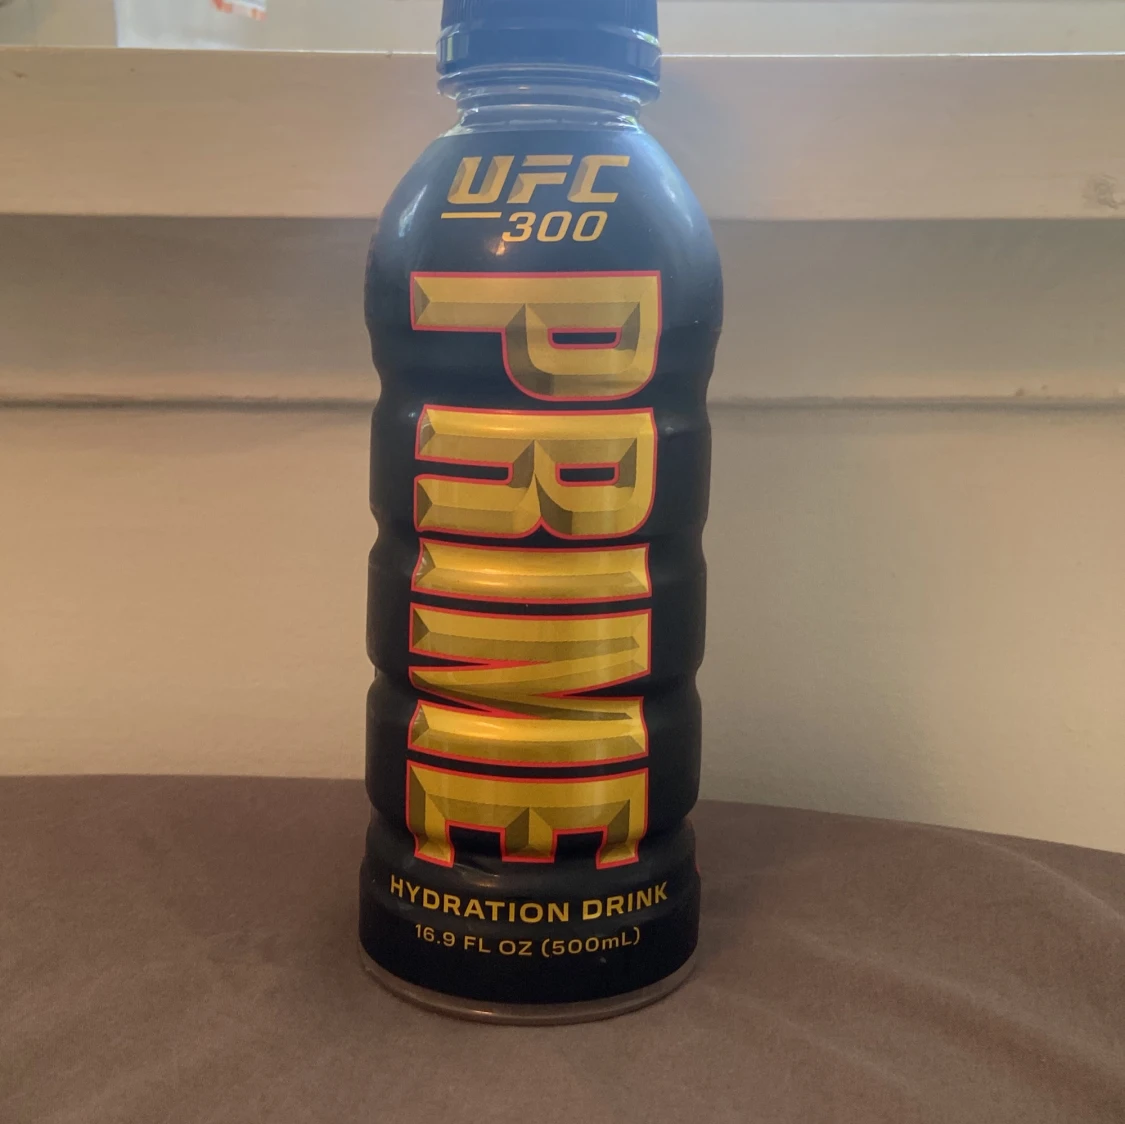 UFC
300
PRIME
HYDRATION DRINK
16.9 FL OZ (500mL)